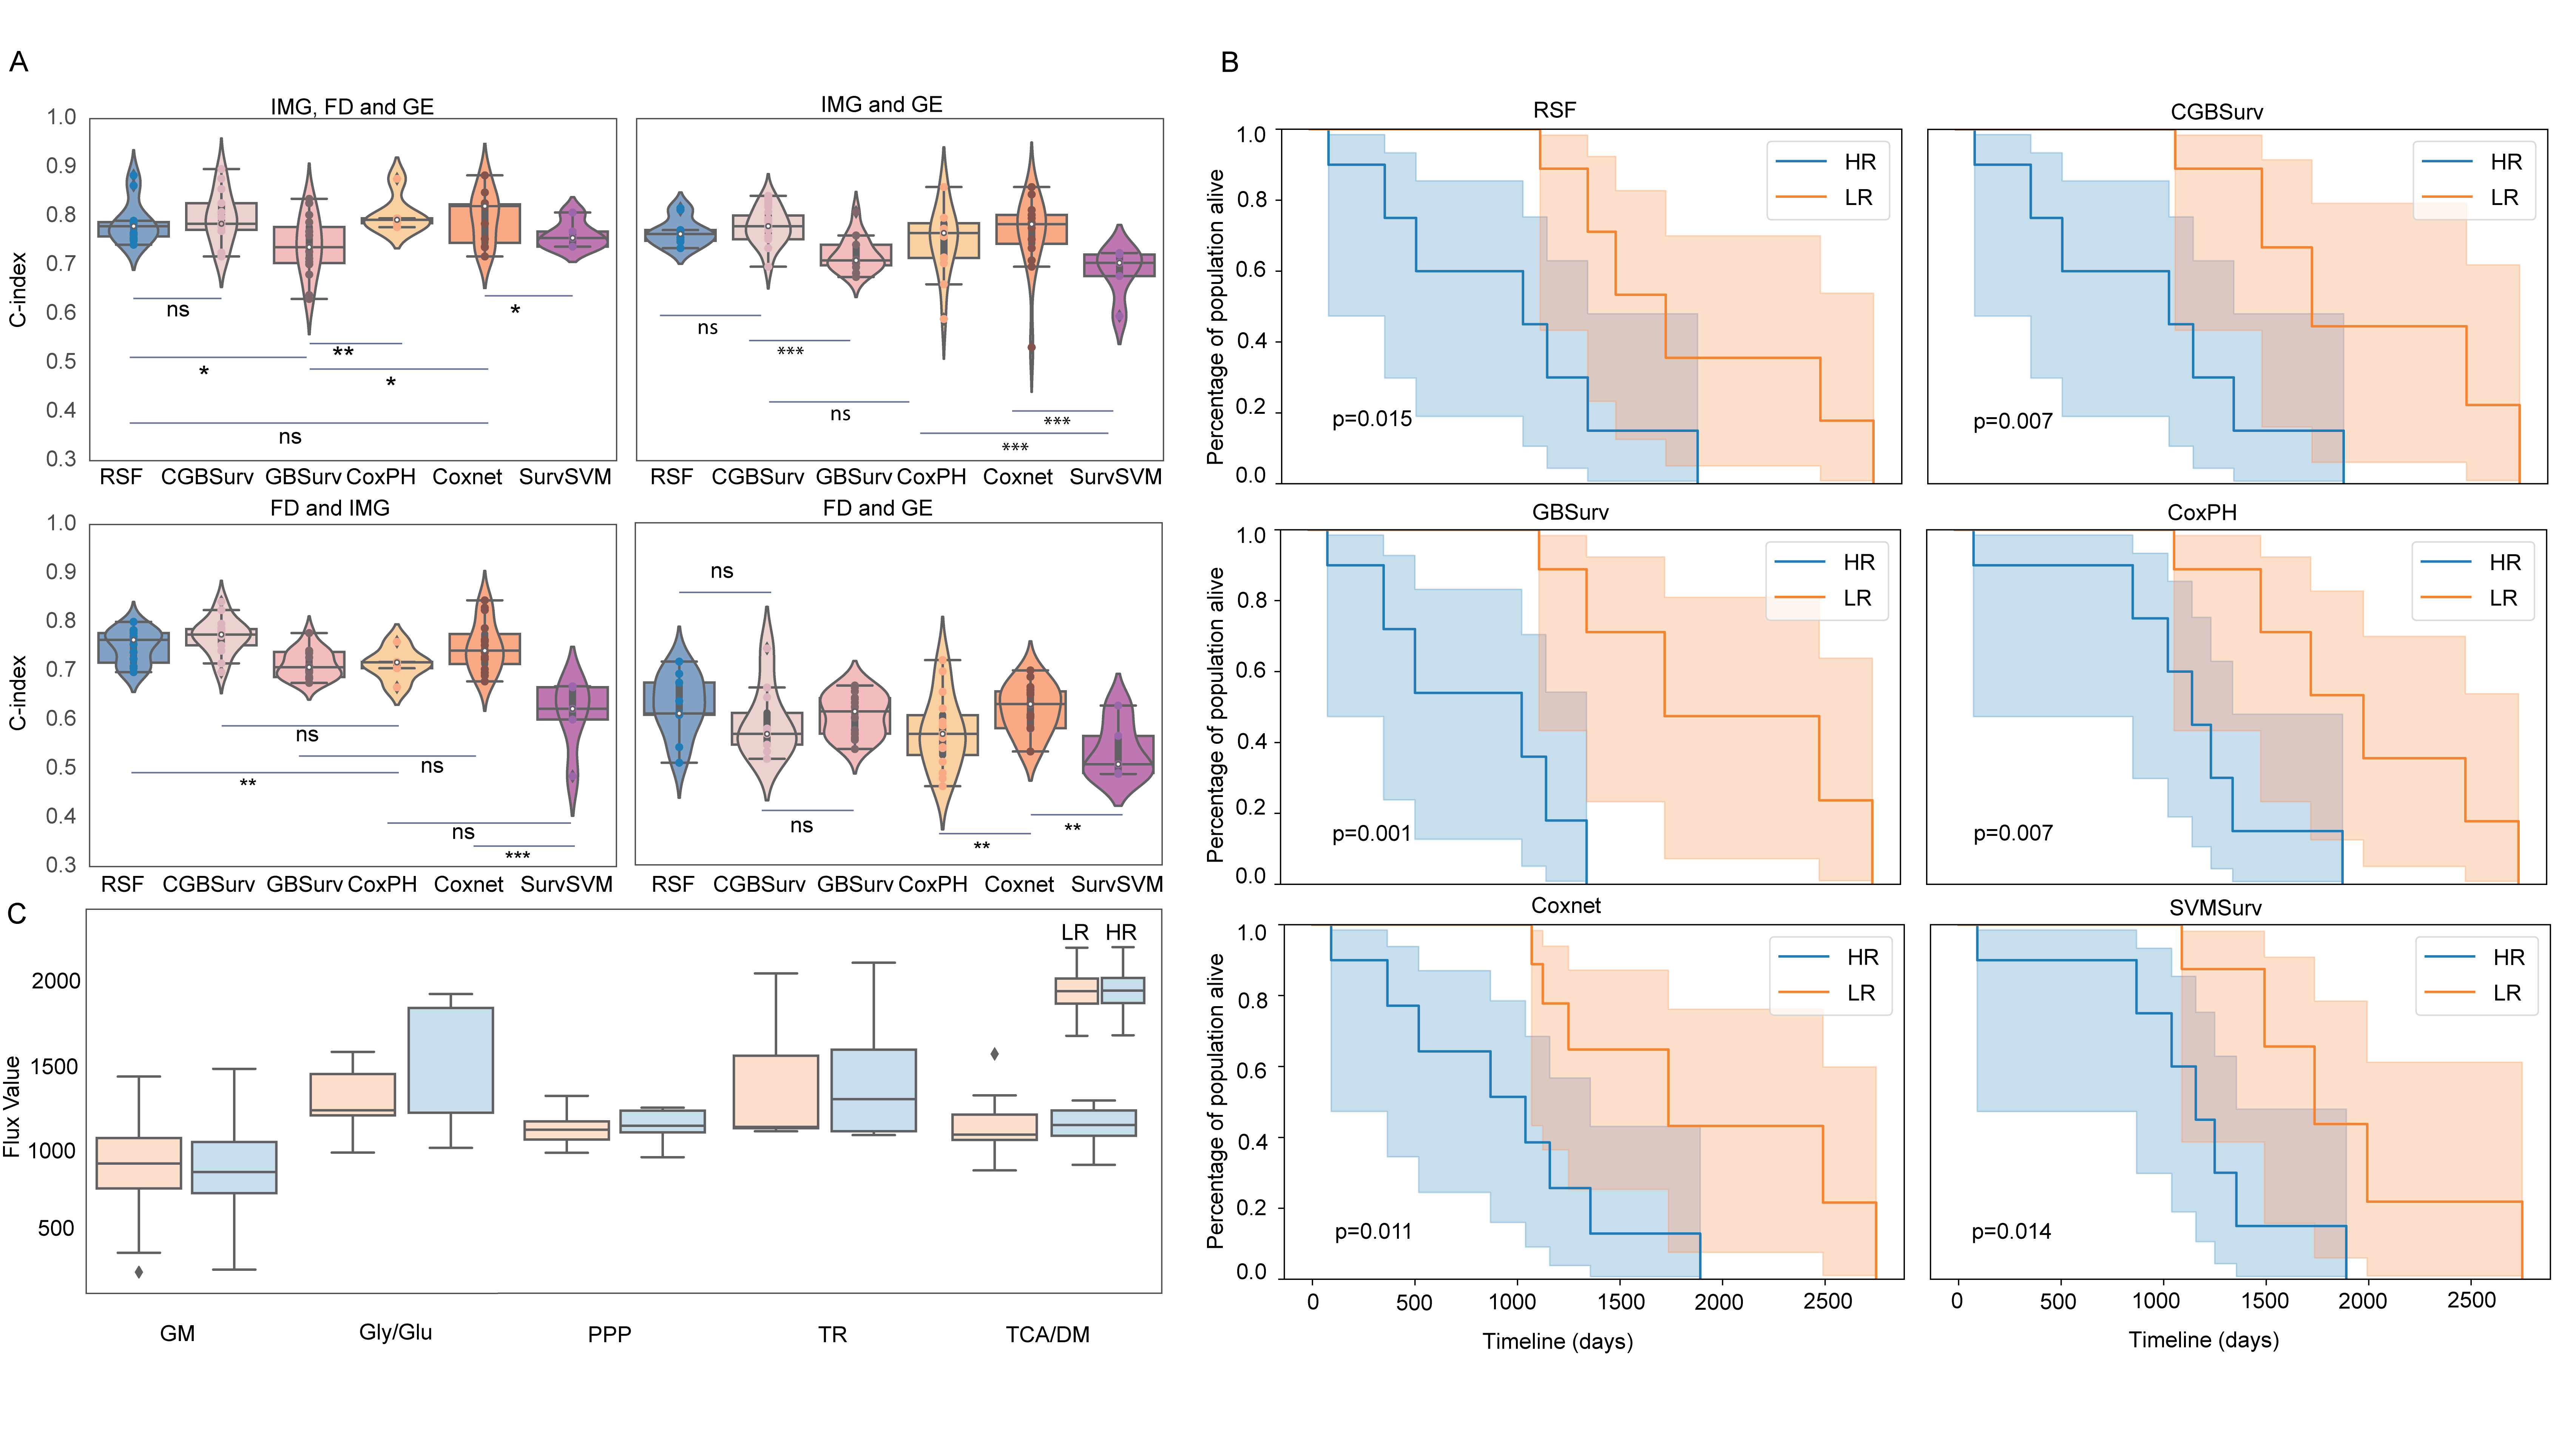 A
IMG, FD and GE
IMG and GE
C-index
1.0
0.9
0.8
0.7
0.6
0.5
0.4
0.3
ns
*
**
*
*
ns
ns
***
ns
***
***
RSF CGBSurv GBSurv CoxPH Coxnet SurvSVM
RSF CGBSurv GBSurv CoxPH Coxnet SurvSVM
FD and IMG
FD and GE
C-index
1.0
0.9
0.8
0.7
0.6
0.5
0.4
0.3
ns
ns
**
ns
***
ns
ns
**
**
RSF CGBSurv GBSurv CoxPH Coxnet SurvSVM
RSF CGBSurv GBSurv CoxPH Coxnet SurvSVM
C
LR HR
Flux Value
2000
1500
1000
500
GM Gly/Glu PPP TR TCA/DM
B
RSF
Percentage of population alive
1.0
0.8
0.6
0.4
0.2
0.0
HR
LR
p=0.015
CGBSurv
HR
LR
p=0.007
GBSurv
Percentage of population alive
1.0
0.8
0.6
0.4
0.2
0.0
HR
LR
p=0.001
CoxPH
HR
LR
p=0.007
Coxnet
Percentage of population alive
1.0
0.8
0.6
0.4
0.2
0.0
HR
LR
p=0.011
0 500 1000 1500 2000 2500
Timeline (days)
SVMSurv
HR
LR
p=0.014
0 500 1000 1500 2000 2500
Timeline (days)